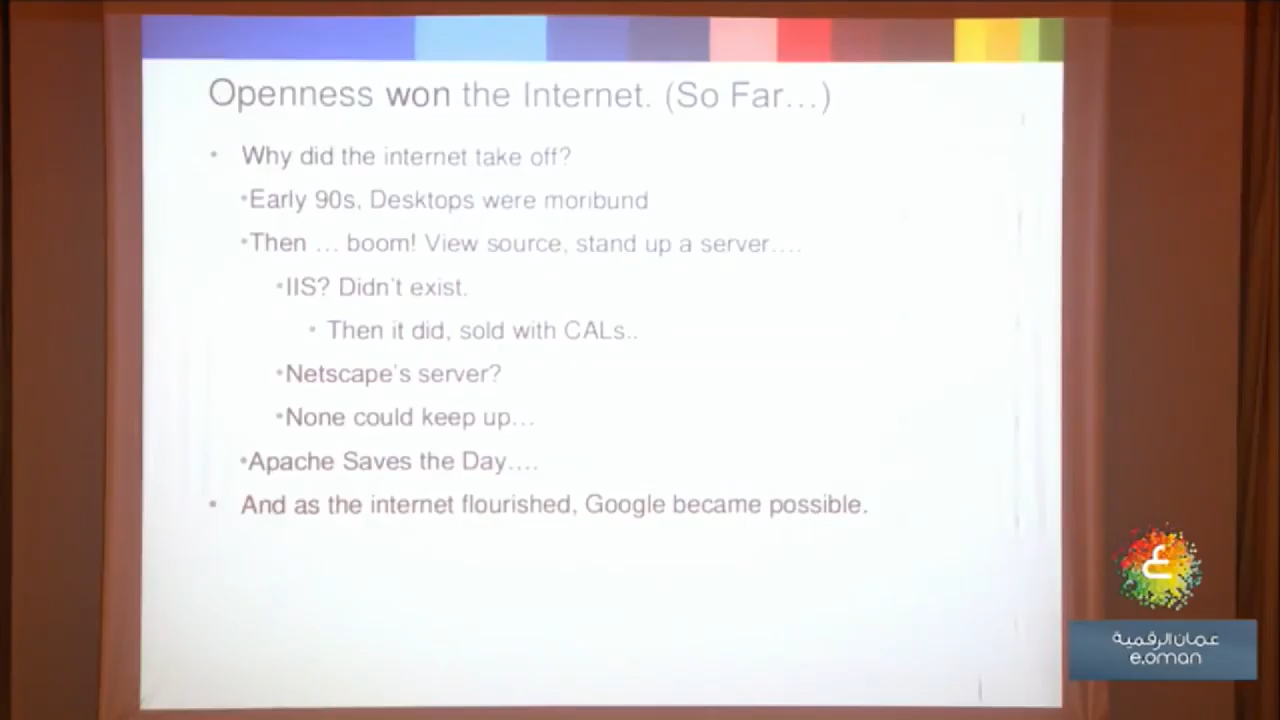 Openness won the Internet. (So Far...)
• Why did the internet take off?
•Early 90s, Desktops were moribund
•Then ... boom! View source, stand up a server....
•IIS? Didn't exist.
• Then it did, sold with CALs..
•Netscape's server?
•None could keep up...
•Apache Saves the Day....
• And as the internet flourished, Google became possible.
ع
عمان الرقمية
e.oman